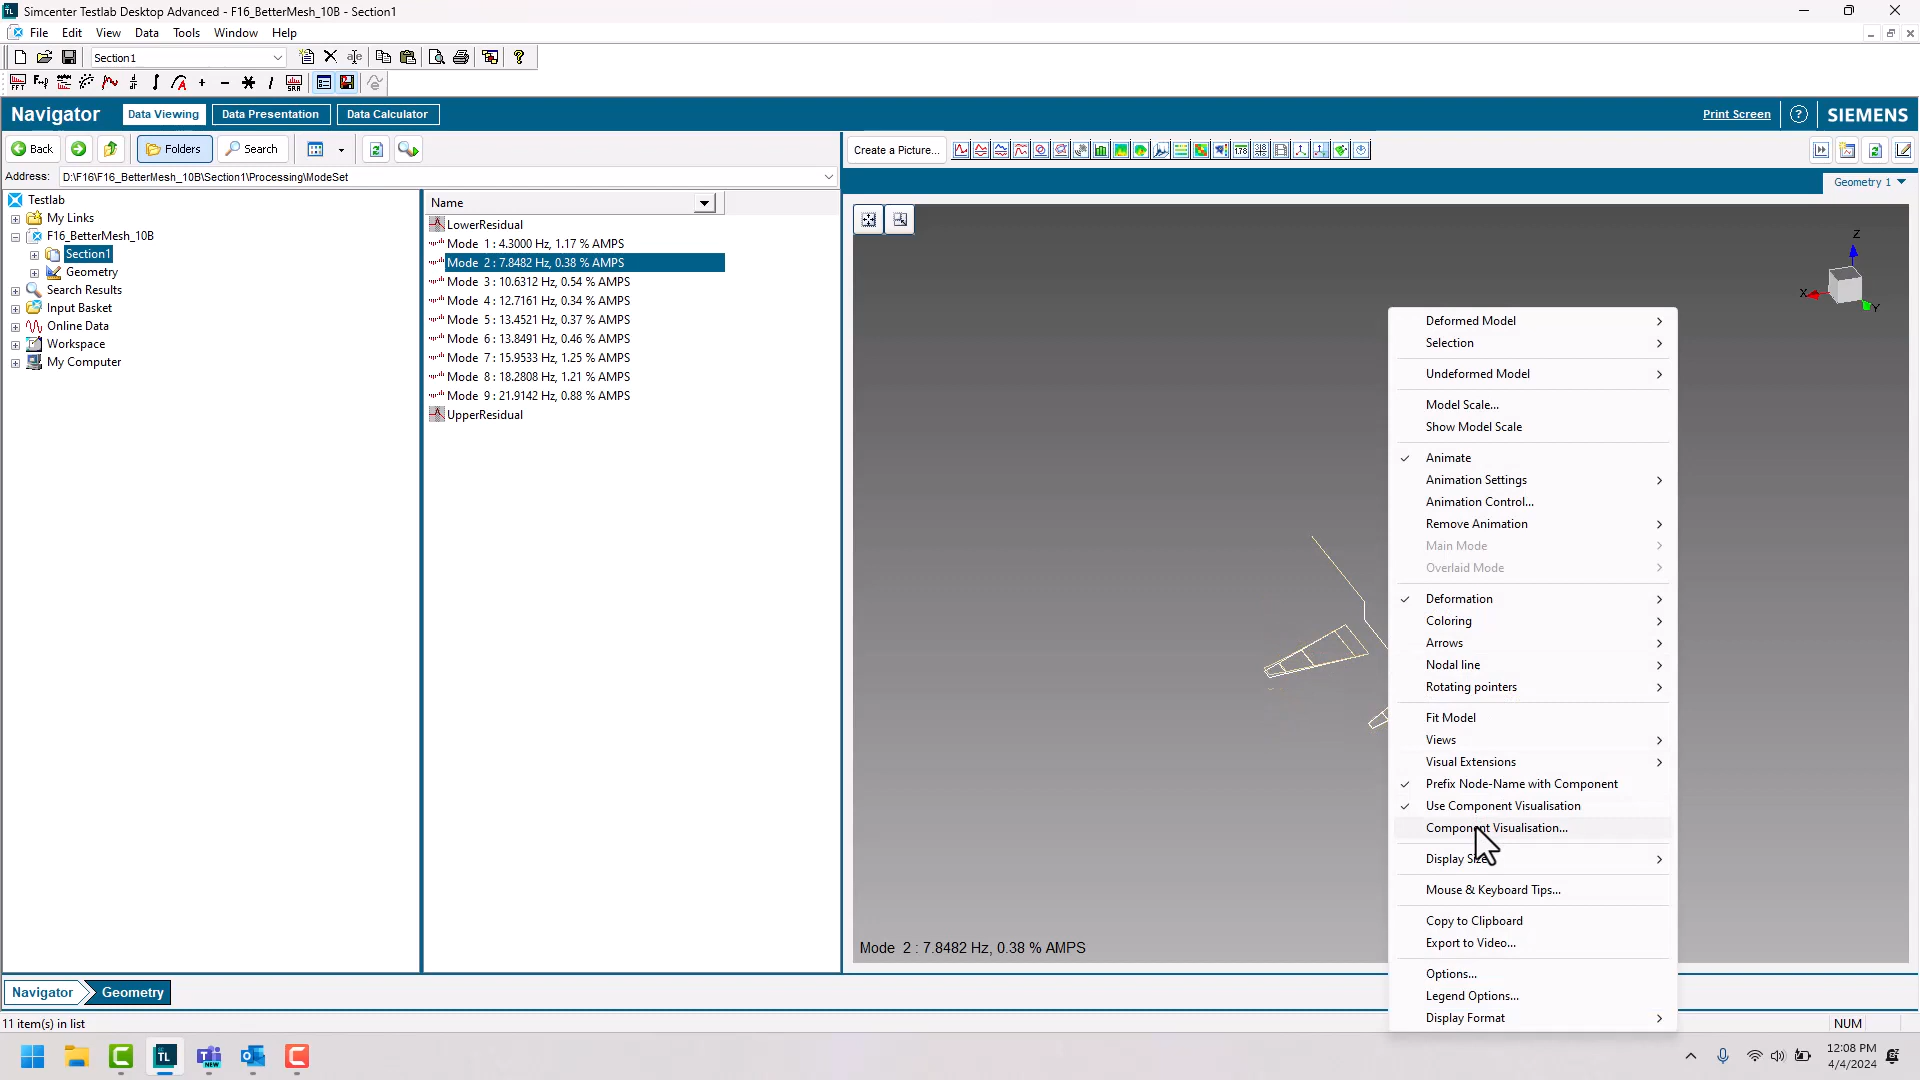 Simcenter Testlab Desktop Advanced - F16_BetterMesh_10B - Section1
File Edit View Data Tools Window Help
Section1
Navigator Data Viewing Data Presentation Data Calculator Print Screen SIEMENS
Back Folders Search Create a Picture...
Address: D:\F16\F16_BetterMesh_10B\Section1\Processing\ModeSet
Geometry 1
Testlab
My Links
F16_BetterMesh_10B
Section1
Geometry
Search Results
Input Basket
Online Data
Workspace
My Computer
Name
LowerResidual
Mode 1 : 4.3000 Hz, 1.17 % AMPS
Mode 2 : 7.8482 Hz, 0.38 % AMPS
Mode 3 : 10.6312 Hz, 0.54 % AMPS
Mode 4 : 12.7161 Hz, 0.34 % AMPS
Mode 5 : 13.4521 Hz, 0.37 % AMPS
Mode 6 : 13.8491 Hz, 0.46 % AMPS
Mode 7 : 15.9533 Hz, 1.25 % AMPS
Mode 8 : 18.2808 Hz, 1.21 % AMPS
Mode 9 : 21.9142 Hz, 0.88 % AMPS
UpperResidual
Z
X
Y
Deformed Model
Selection
Undeformed Model
Model Scale...
Show Model Scale
Animate
Animation Settings
Animation Control...
Remove Animation
Main Mode
Overlaid Mode
Deformation
Coloring
Arrows
Nodal line
Rotating pointers
Fit Model
Views
Visual Extensions
Prefix Node-Name with Component
Use Component Visualisation
Component Visualisation...
Display Size
Mouse & Keyboard Tips...
Copy to Clipboard
Export to Video...
Options...
Legend Options...
Display Format
Mode 2 : 7.8482 Hz, 0.38 % AMPS
Navigator Geometry
11 item(s) in list
NUM
12:08 PM
4/4/2024